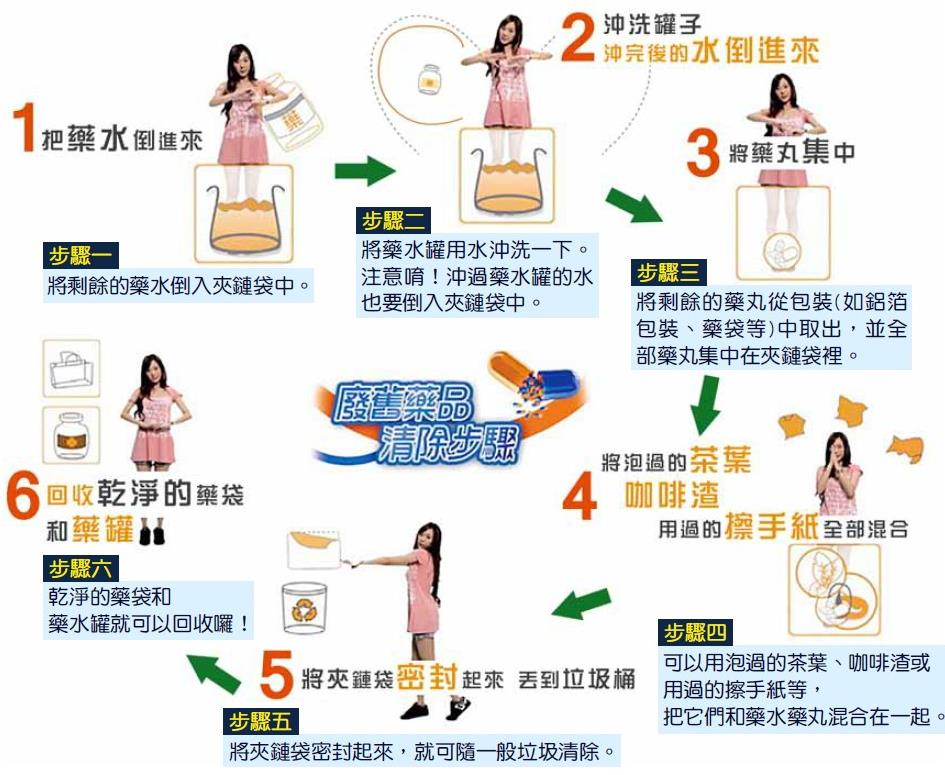 1把藥水倒進來
步驟一
將剩餘的藥水倒入夾鏈袋中。
藥
2沖洗罐子
沖完後的水倒進來
步驟二
將藥水罐用水沖洗一下。
注意唷！沖過藥水罐的水
也要倒入夾鏈袋中。
3將藥丸集中
步驟三
將剩餘的藥丸從包裝(如鋁箔
包裝、藥袋等)中取出，並全
部藥丸集中在夾鏈袋裡。
廢舊藥品
清除步驟
4將泡過的茶葉
咖啡渣
用過的擦手紙全部混合
步驟四
可以用泡過的茶葉、咖啡渣或
用過的擦手紙等，
把它們和藥水藥丸混合在一起。
5將夾鏈袋密封起來 丟到垃圾桶
步驟五
將夾鏈袋密封起來，就可隨一般垃圾清除。
6回收乾淨的藥袋
和藥罐
步驟六
乾淨的藥袋和
藥水罐就可以回收囉！